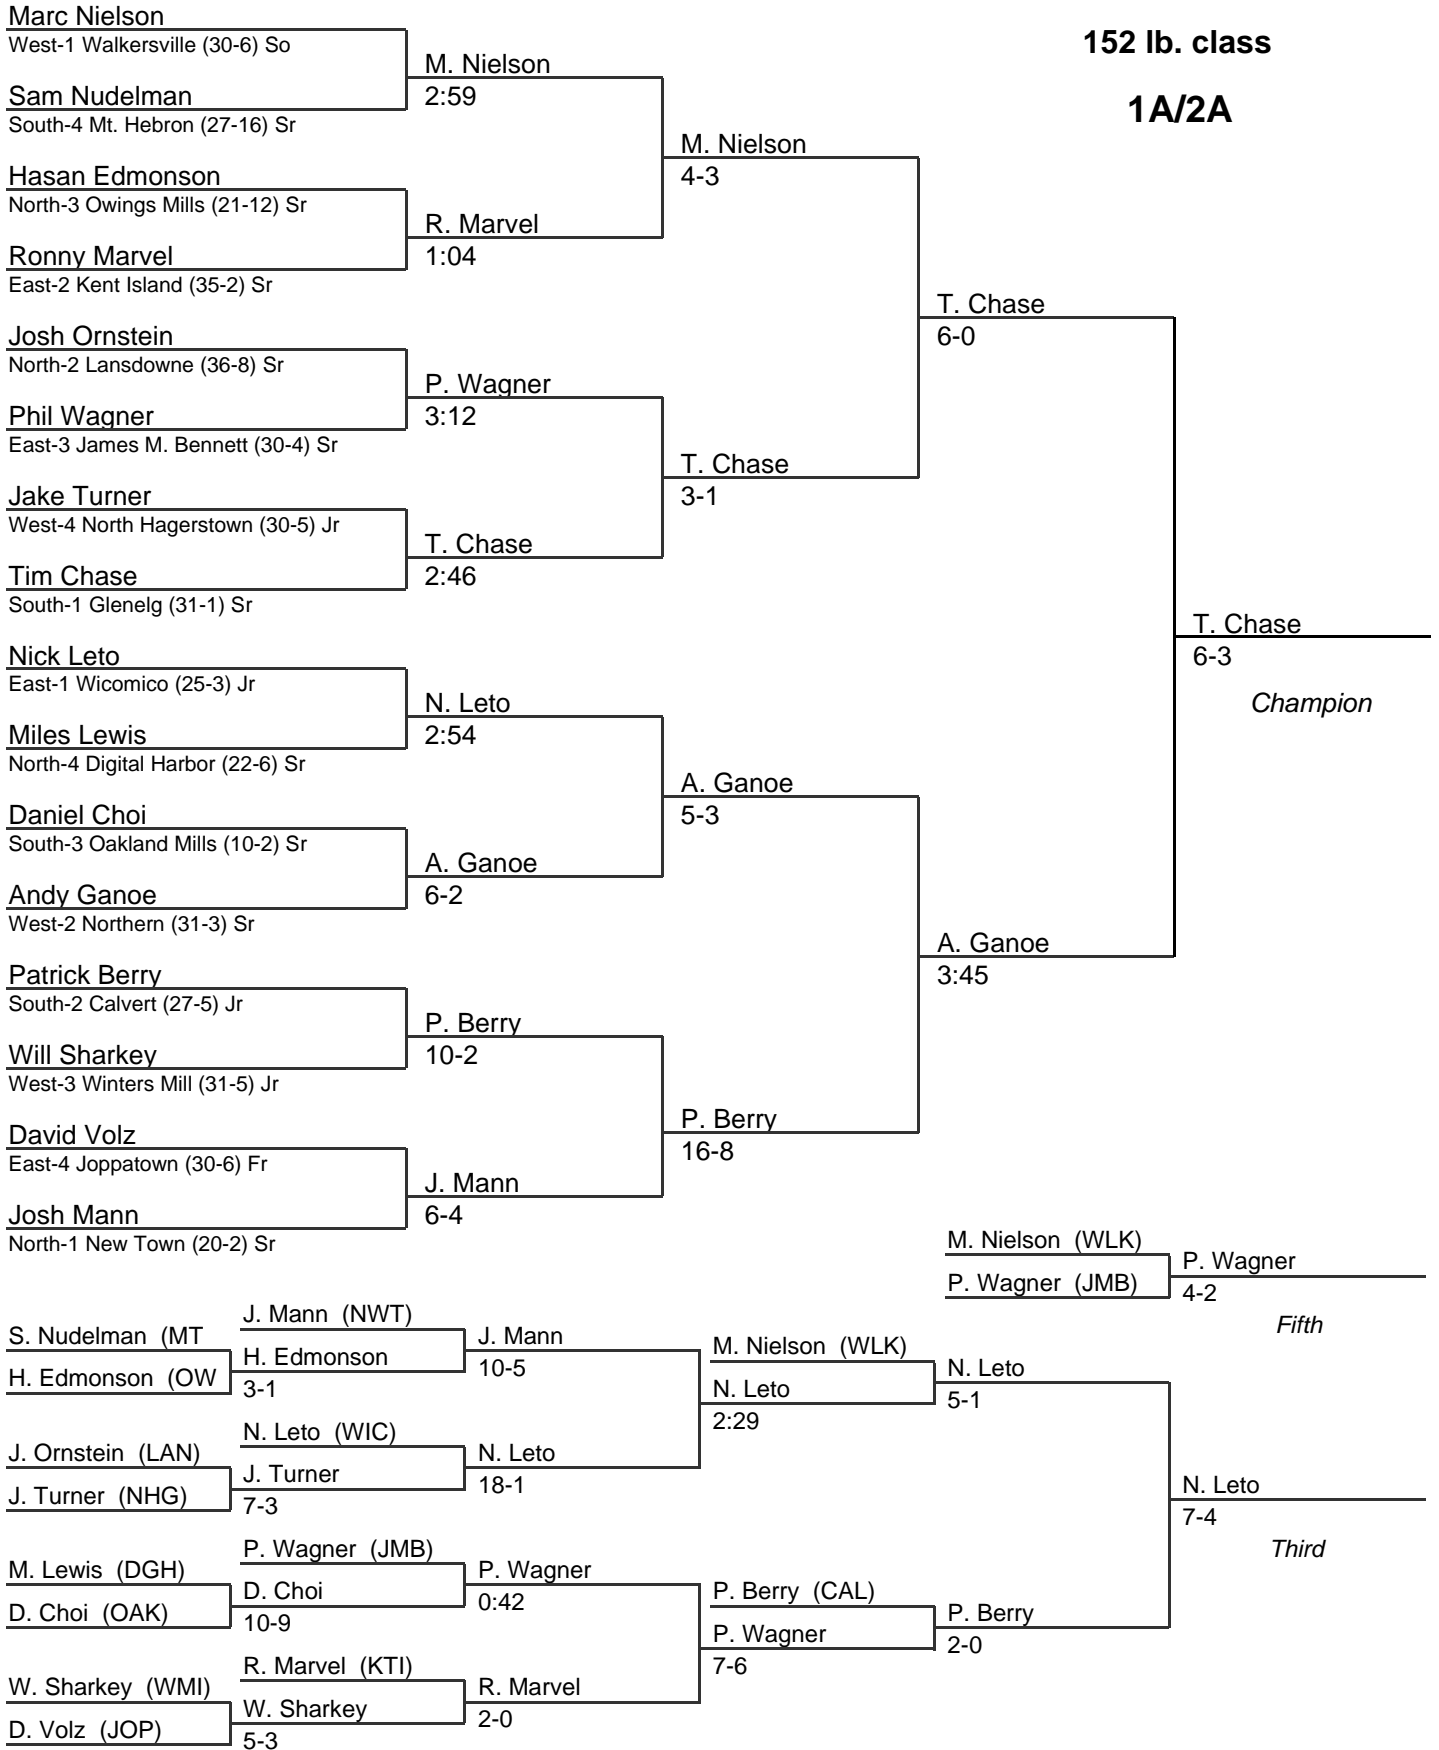 152 lb. class
1A/2A
Marc Nielson
West-1 Walkersville (30-6) So
Sam Nudelman
South-4 Mt. Hebron (27-16) Sr
Hasan Edmonson
North-3 Owings Mills (21-12) Sr
Ronny Marvel
East-2 Kent Island (35-2) Sr
Josh Ornstein
North-2 Lansdowne (36-8) Sr
Phil Wagner
East-3 James M. Bennett (30-4) Sr
Jake Turner
West-4 North Hagerstown (30-5) Jr
Tim Chase
South-1 Glenelg (31-1) Sr
Nick Leto
East-1 Wicomico (25-3) Jr
Miles Lewis
North-4 Digital Harbor (22-6) Sr
Daniel Choi
South-3 Oakland Mills (10-2) Sr
Andy Ganoe
West-2 Northern (31-3) Sr
Patrick Berry
South-2 Calvert (27-5) Jr
Will Sharkey
West-3 Winters Mill (31-5) Jr
David Volz
East-4 Joppatown (30-6) Fr
Josh Mann
North-1 New Town (20-2) Sr
M. Nielson
2:59
R. Marvel
1:04
P. Wagner
3:12
T. Chase
2:46
N. Leto
2:54
A. Ganoe
6-2
P. Berry
10-2
J. Mann
6-4
M. Nielson
4-3
T. Chase
3-1
A. Ganoe
5-3
P. Berry
16-8
T. Chase
6-0
A. Ganoe
3:45
T. Chase
6-3
Champion
M. Nielson (WLK)
P. Wagner (JMB)
P. Wagner
4-2
Fifth
S. Nudelman (MT
H. Edmonson (OW
J. Ornstein (LAN)
J. Turner (NHG)
M. Lewis (DGH)
D. Choi (OAK)
W. Sharkey (WMI)
D. Volz (JOP)
J. Mann (NWT)
H. Edmonson
3-1
N. Leto (WIC)
J. Turner
7-3
P. Wagner (JMB)
D. Choi
10-9
R. Marvel (KTI)
W. Sharkey
5-3
J. Mann
10-5
N. Leto
18-1
P. Wagner
0:42
R. Marvel
2-0
M. Nielson (WLK)
N. Leto
2:29
P. Berry (CAL)
P. Wagner
7-6
N. Leto
5-1
P. Berry
2-0
N. Leto
7-4
Third